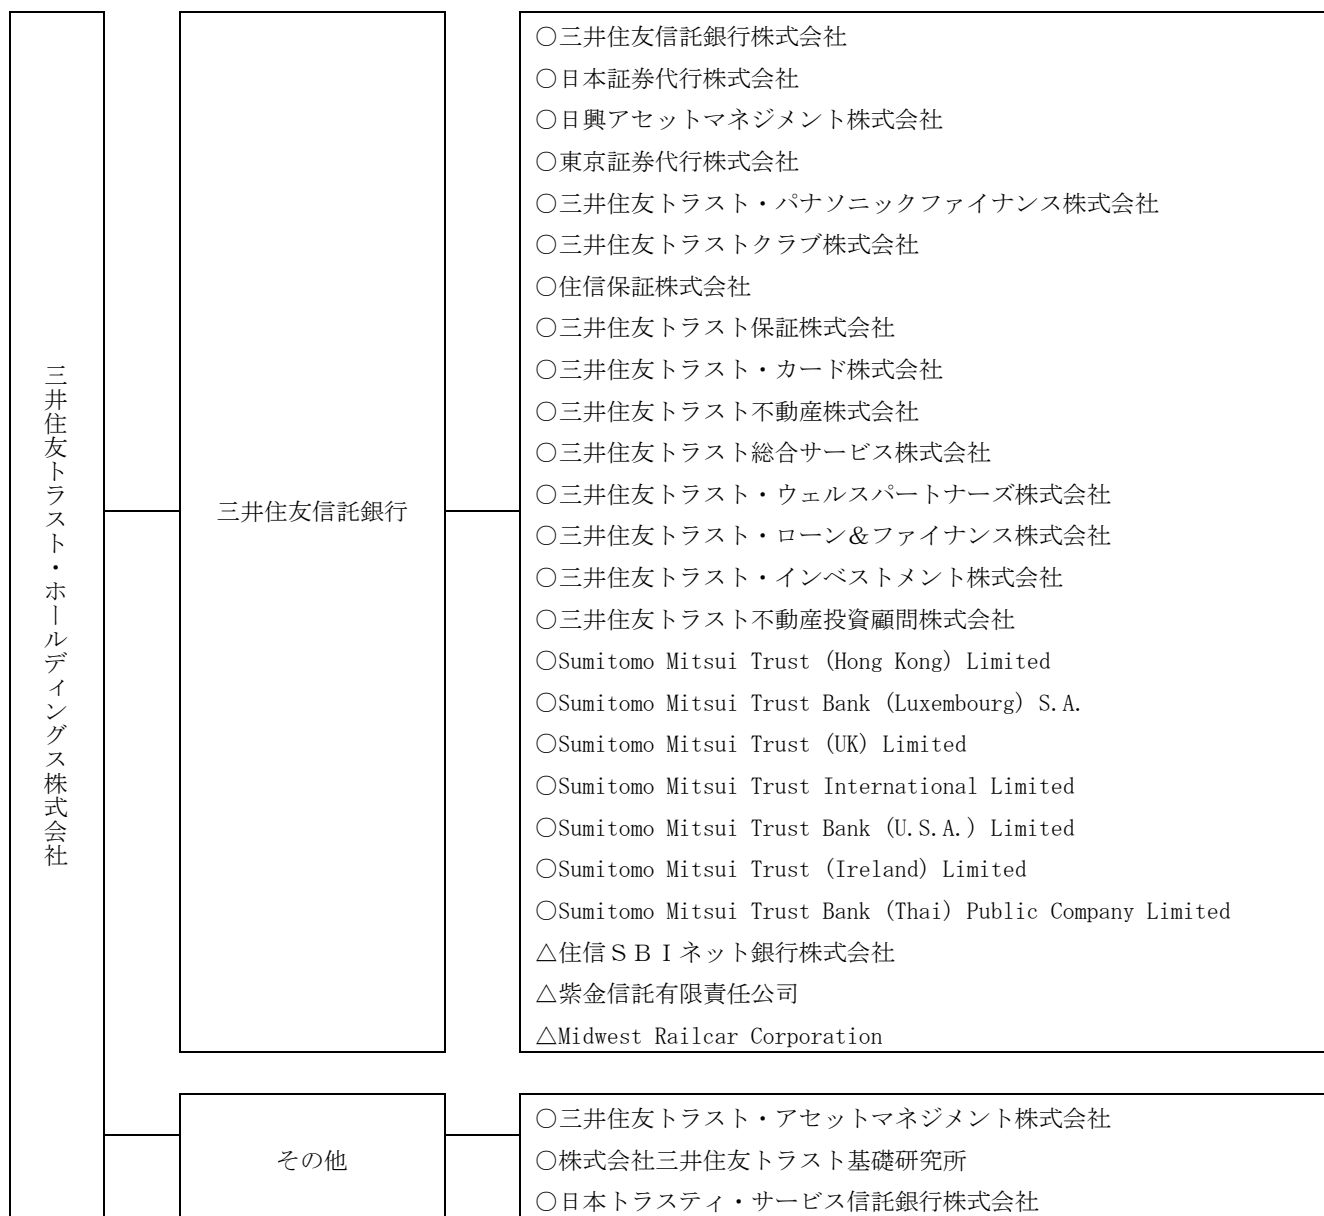 三井住友トラスト・ホールディングス株式会社
三井住友信託銀行
○三井住友信託銀行株式会社
○日本証券代行株式会社
○日興アセットマネジメント株式会社
○東京証券代行株式会社
○三井住友トラスト・パナソニックファイナンス株式会社
○三井住友トラストクラブ株式会社
○住信保証株式会社
○三井住友トラスト保証株式会社
○三井住友トラスト・カード株式会社
○三井住友トラスト不動産株式会社
○三井住友トラスト総合サービス株式会社
○三井住友トラスト・ウェルスパートナーズ株式会社
○三井住友トラスト・ローン＆ファイナンス株式会社
○三井住友トラスト・インベストメント株式会社
○三井住友トラスト不動産投資顧問株式会社
○Sumitomo Mitsui Trust (Hong Kong) Limited
○Sumitomo Mitsui Trust Bank (Luxembourg) S.A.
○Sumitomo Mitsui Trust (UK) Limited
○Sumitomo Mitsui Trust International Limited
○Sumitomo Mitsui Trust Bank (U.S.A.) Limited
○Sumitomo Mitsui Trust (Ireland) Limited
○Sumitomo Mitsui Trust Bank (Thai) Public Company Limited
△住信ＳＢＩネット銀行株式会社
△紫金信託有限責任公司
△Midwest Railcar Corporation
その他
○三井住友トラスト・アセットマネジメント株式会社
○株式会社三井住友トラスト基礎研究所
○日本トラスティ・サービス信託銀行株式会社